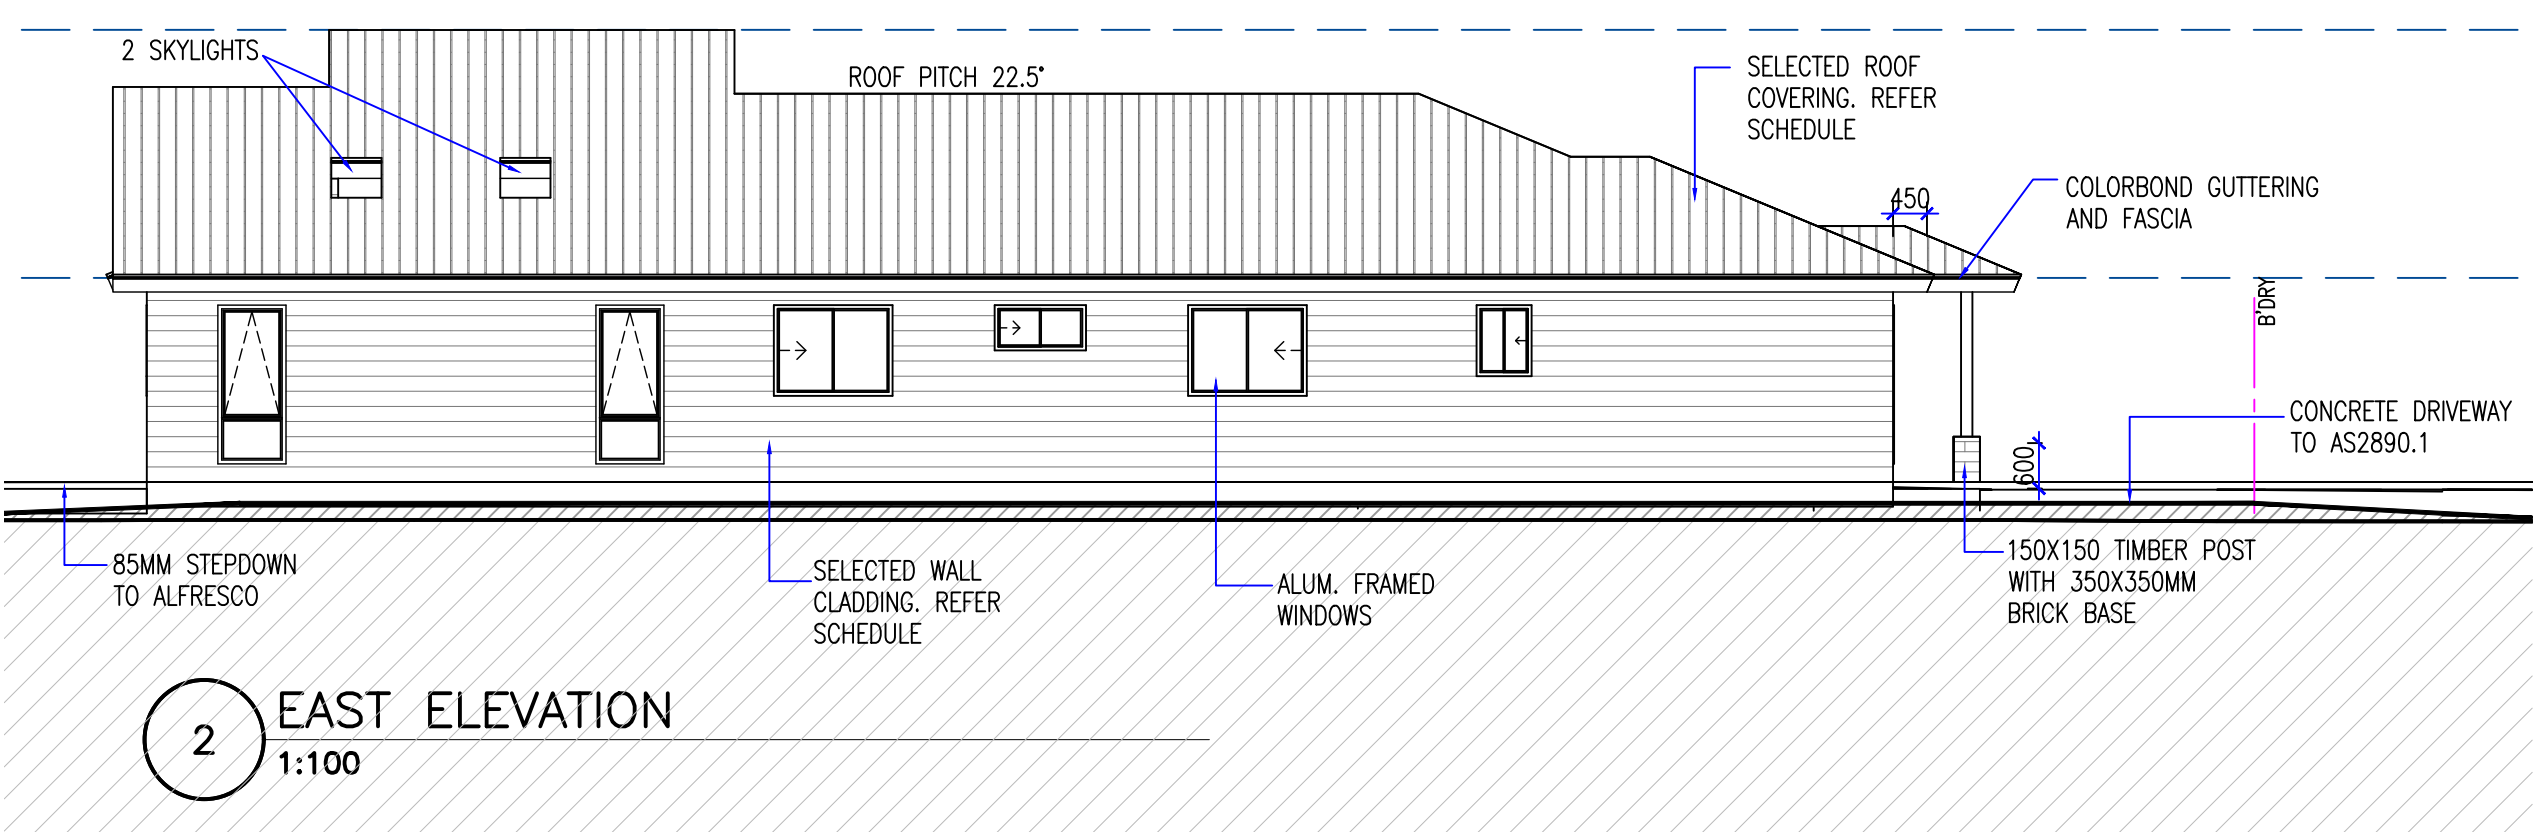 2 SKYLIGHTS
ROOF PITCH 22.5°
SELECTED ROOF
COVERING. REFER
SCHEDULE
COLORBOND GUTTERING
AND FASCIA
450
B'DRY
CONCRETE DRIVEWAY
TO AS2890.1
600
85MM STEPDOWN
TO ALFRESCO
SELECTED WALL
CLADDING. REFER
SCHEDULE
ALUM. FRAMED
WINDOWS
150X150 TIMBER POST
WITH 350X350MM
BRICK BASE
2
EAST ELEVATION
1:100